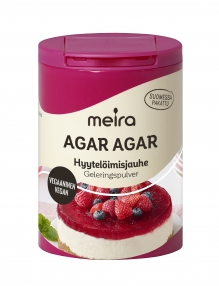 SUOMESSA
PAKATTU
meira
AGAR AGAR
Hyytelöimisjauhe
Geleringspulver
VEGAANINEN
VEGAN